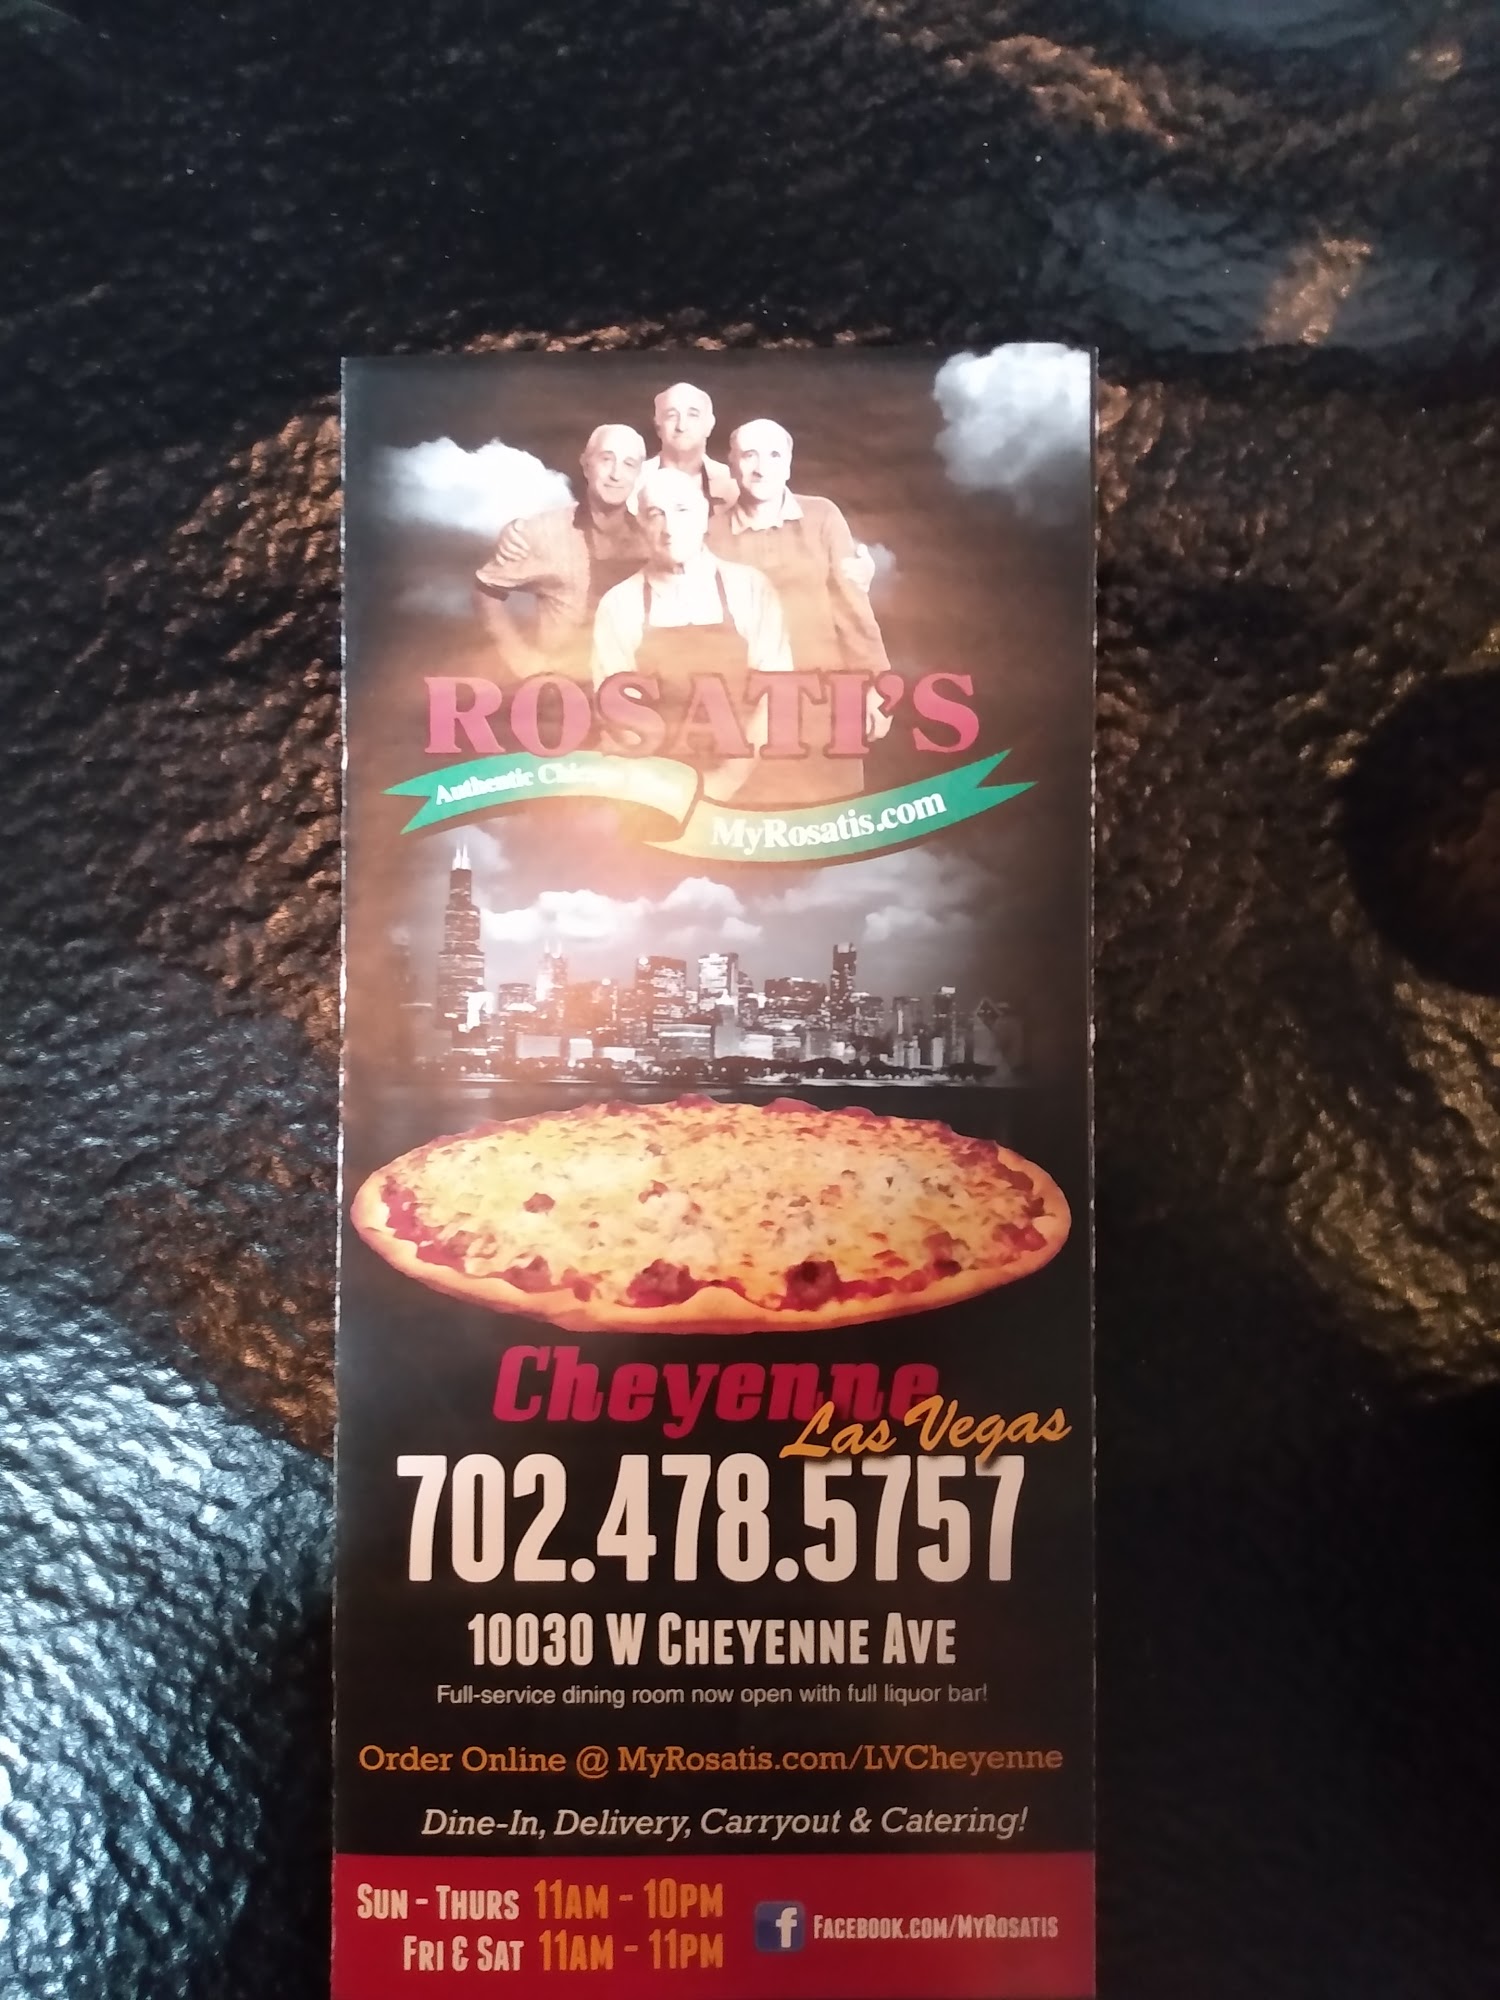 ROSATI'S
Authentic Chicago
MyRosatis.com
Cheyenne
Las Vegas
702.478.5757
10030 W CHEYENNE AVE
Full-service dining room now open with full liquor bar!
Order Online @ MyRosatis.com/LVCheyenne
Dine-In, Delivery, Carryout & Catering!
SUN - THURS 11AM - 10PM
FRI & SAT 11AM - 11PM
f FACEBOOK.COM/MYROSATIS